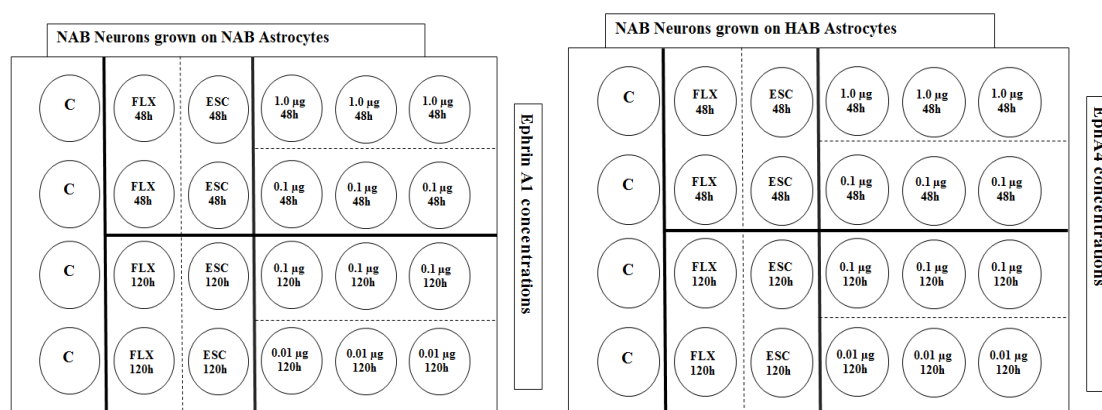 NAB Neurons grown on NAB Astrocytes
C
FLX
48h
ESC
48h
1.0 µg
48h
1.0 µg
48h
1.0 µg
48h
C
FLX
48h
ESC
48h
0.1 µg
48h
0.1 µg
48h
0.1 µg
48h
C
FLX
120h
ESC
120h
0.1 µg
120h
0.1 µg
120h
0.1 µg
120h
C
FLX
120h
ESC
120h
0.01 µg
120h
0.01 µg
120h
0.01 µg
120h
Ephrin A1 concentrations
NAB Neurons grown on HAB Astrocytes
C
FLX
48h
ESC
48h
1.0 µg
48h
1.0 µg
48h
1.0 µg
48h
C
FLX
48h
ESC
48h
0.1 µg
48h
0.1 µg
48h
0.1 µg
48h
C
FLX
120h
ESC
120h
0.1 µg
120h
0.1 µg
120h
0.1 µg
120h
C
FLX
120h
ESC
120h
0.01 µg
120h
0.01 µg
120h
0.01 µg
120h
EphA4 concentrations